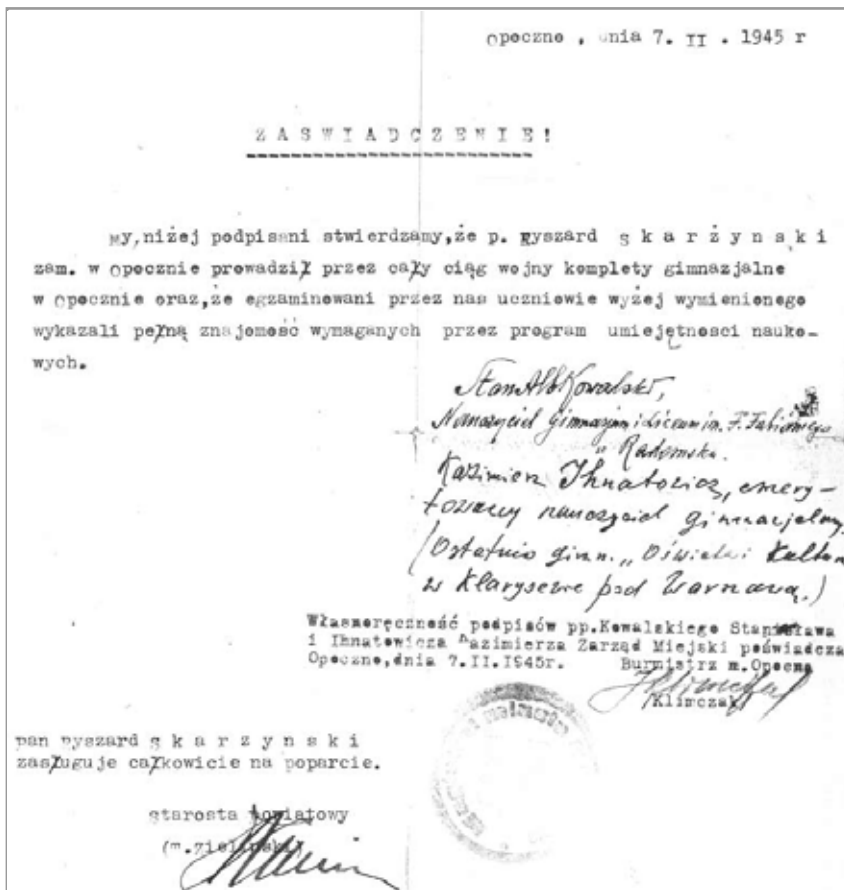 Opoczno , dnia 7. II . 1945 r
Z A S W I A D C Z E N I E !
My,niżej podpisani stwierdzamy,że p. Ryszard S k a r ż y n s k i
zam. w Opocznie prowadził przez cały ciąg wojny komplety gimnazjalne
w Opocznie oraz,że egzaminowani przez nas uczniowie wyżej wymienionego
wykazali pełną znajomość wymaganych przez program umiejętnosci nauko-
wych.
Kowalski,
Nauczyciel Gimnazjum i Liceum im. F. Fabianiego
w Radomsku.
Kazimierz Ihnatowicz, emery-
towany nauczyciel gimnazjalny.
(Ostatnio gimn. „Oświata i Kultura
w Klarysewie pod Warszawą.)
Własnoręczność podpisów pp.Kowalskiego Stanisława
i Ihnatowicza Kazimierza Zarząd Miejski poświadcza
Opoczno,dnia 7.II.1945r. Burmistrz m.Opoczna
(Klimczak)
pan Ryszard S k a r z y n s k i
zasługuje całkowicie na poparcie.
starosta powiatowy
(m.Zieliński)